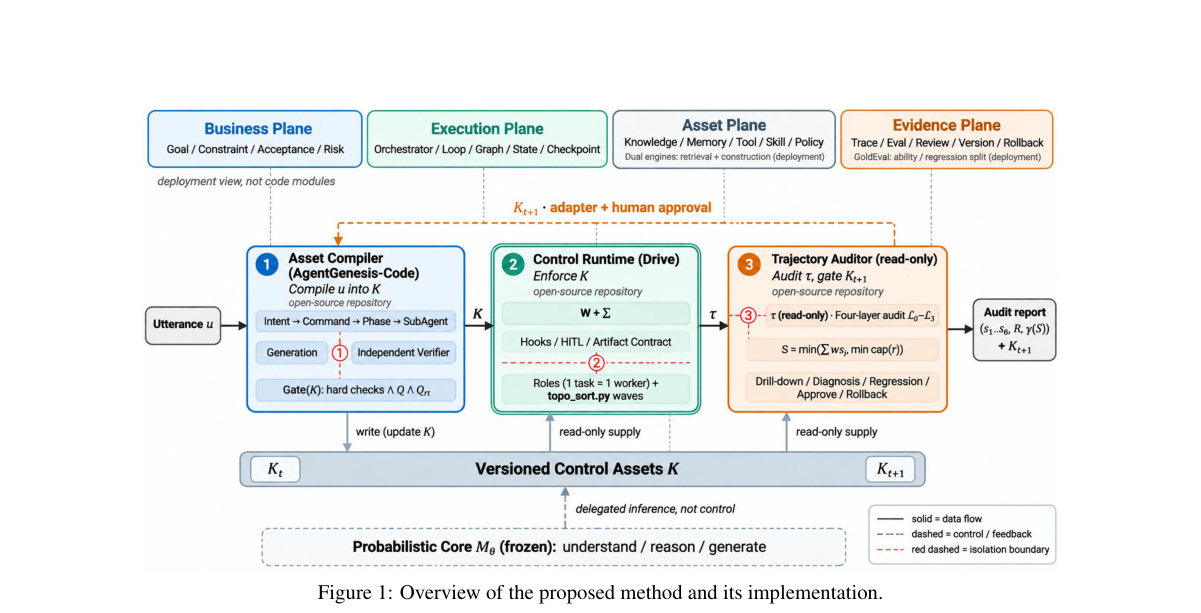 Business Plane
Goal / Constraint / Acceptance / Risk
Execution Plane
Orchestrator / Loop / Graph / State / Checkpoint
Asset Plane
Knowledge / Memory / Tool / Skill / Policy
Dual engines: retrieval + construction (deployment)
Evidence Plane
Trace / Eval / Review / Version / Rollback
GoldEval: ability / regression split (deployment)
deployment view, not code modules
K_{t+1} · adapter + human approval
Utterance u
1
Asset Compiler
(AgentGenesis-Code)
Compile u into K
open-source repository
Intent → Command → Phase → SubAgent
Generation
1
Independent Verifier
Gate(K): hard checks ∧ Q ∧ Q_{rt}
K
2
Control Runtime (Drive)
Enforce K
open-source repository
W + Σ
Hooks / HITL / Artifact Contract
2
Roles (1 task = 1 worker) +
topo_sort.py waves
τ
3
Trajectory Auditor (read-only)
Audit τ, gate K_{t+1}
open-source repository
3
τ (read-only) · Four-layer audit ℒ₀–ℒ₃
S = min(∑ ws_j, min cap(r))
Drill-down / Diagnosis / Regression /
Approve / Rollback
Audit report
(s₁..s₆, R, γ(S))
+ K_{t+1}
write (update K)
read-only supply
read-only supply
K_t
Versioned Control Assets K
K_{t+1}
delegated inference, not control
Probabilistic Core M_θ (frozen): understand / reason / generate
solid = data flow
dashed = control / feedback
red dashed = isolation boundary
Figure 1: Overview of the proposed method and its implementation.